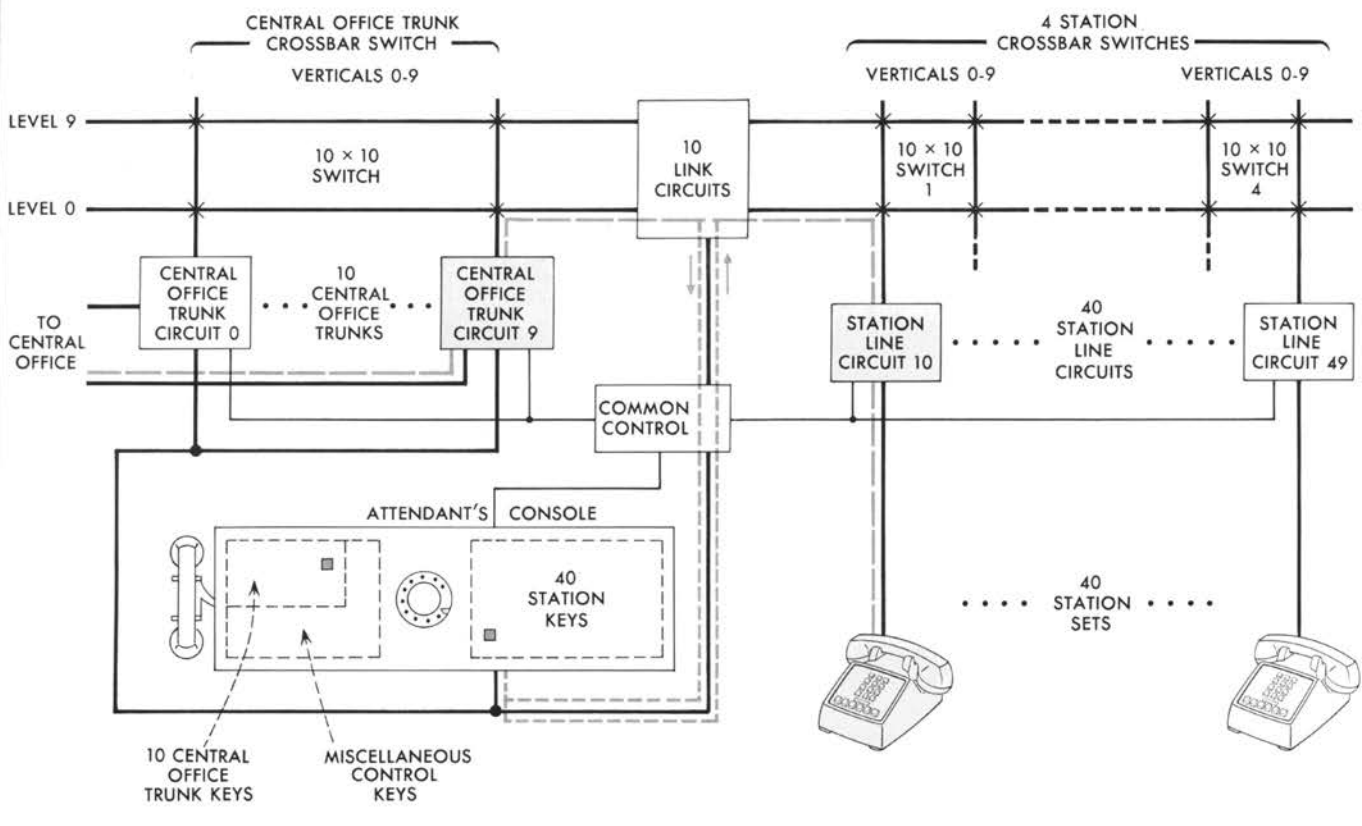 CENTRAL OFFICE TRUNK
CROSSBAR SWITCH
VERTICALS 0-9
4 STATION
CROSSBAR SWITCHES
VERTICALS 0-9
VERTICALS 0-9
LEVEL 9
10 × 10
SWITCH
10
LINK
CIRCUITS
10 × 10
SWITCH
1
10 × 10
SWITCH
4
LEVEL 0
CENTRAL
OFFICE
TRUNK
CIRCUIT 0
10
CENTRAL
OFFICE
TRUNKS
CENTRAL
OFFICE
TRUNK
CIRCUIT 9
TO
CENTRAL
OFFICE
STATION
LINE
CIRCUIT 10
40
STATION
LINE
CIRCUITS
STATION
LINE
CIRCUIT 49
COMMON
CONTROL
ATTENDANT'S CONSOLE
40
STATION
KEYS
40
STATION
SETS
10 CENTRAL
OFFICE
TRUNK KEYS
MISCELLANEOUS
CONTROL
KEYS